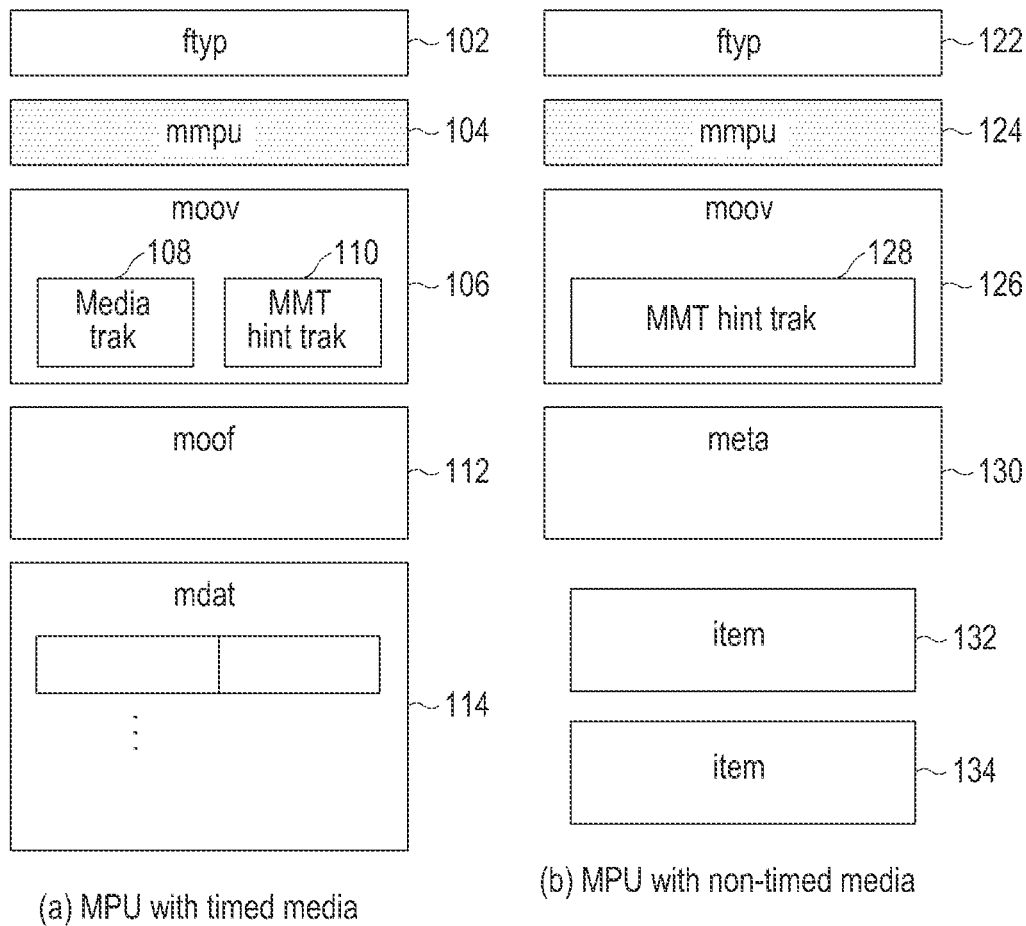 ftyp 102
mmpu 104
moov
108 110
Media trak
MMT hint trak
106
moof
112
mdat
114
(a) MPU with timed media
ftyp 122
mmpu 124
moov
128
MMT hint trak
126
meta
130
item 132
item 134
(b) MPU with non-timed media